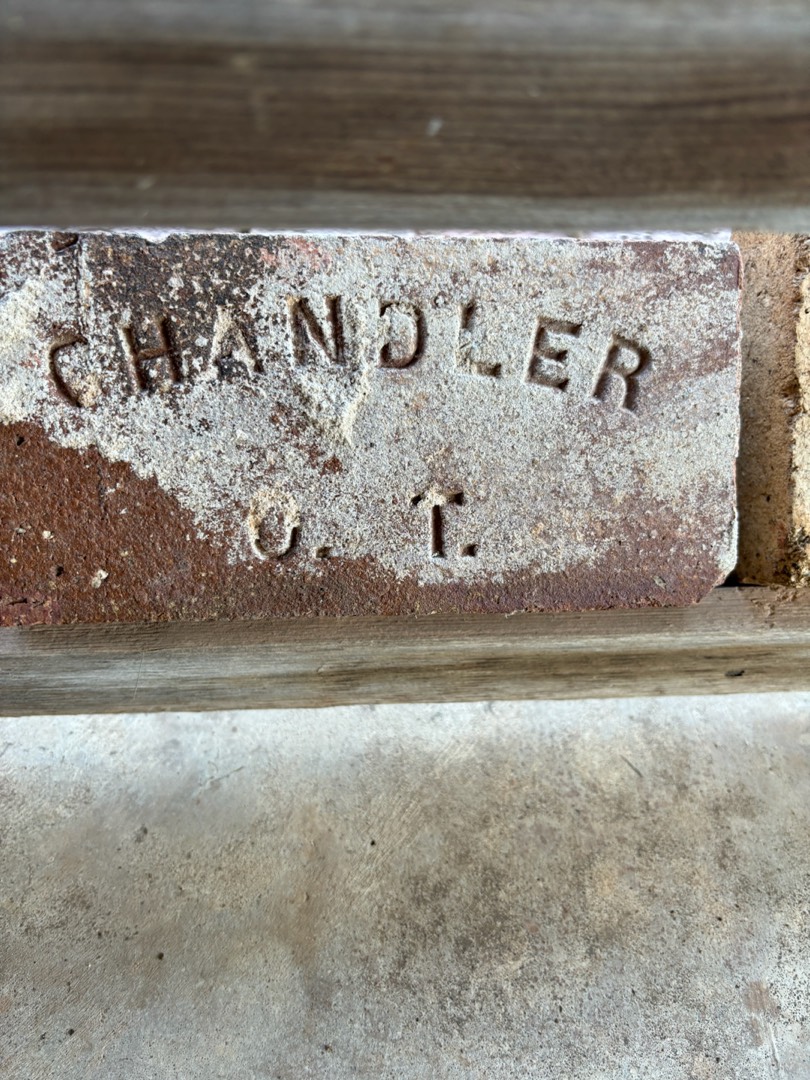 CHANDLER
O. T.